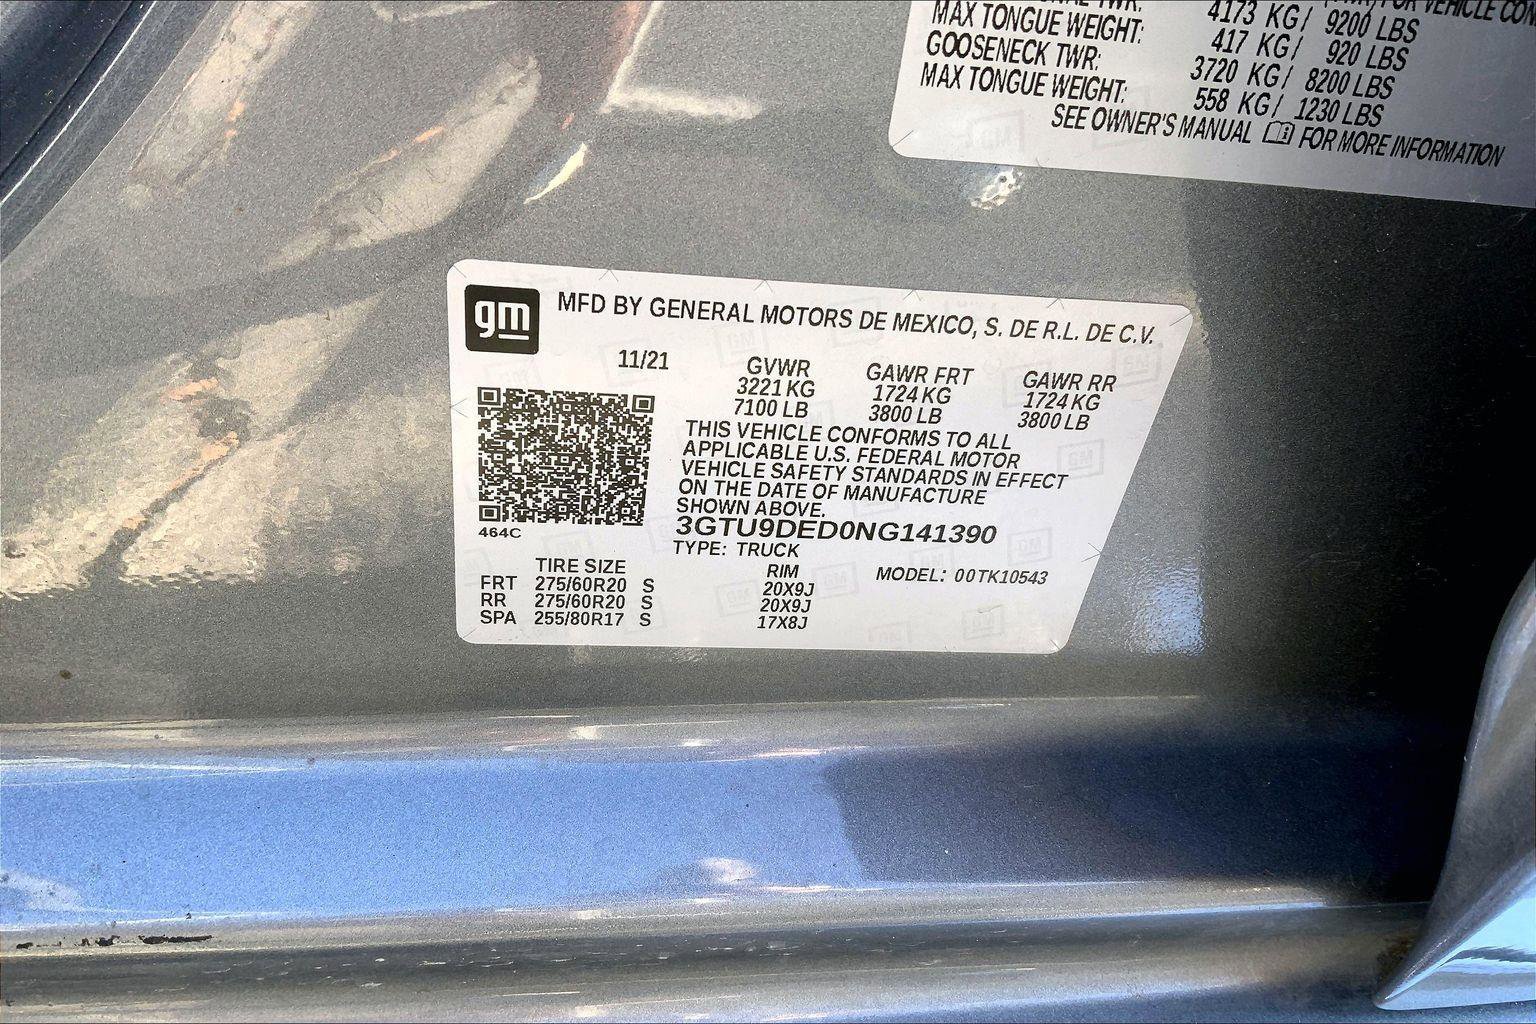 4173 KG/ 9200 LBS
MAX TONGUE WEIGHT: 417 KG/ 920 LBS
GOOSENECK TWR: 3720 KG/ 8200 LBS
MAX TONGUE WEIGHT: 558 KG/ 1230 LBS
SEE OWNER'S MANUAL FOR MORE INFORMATION
gm
MFD BY GENERAL MOTORS DE MEXICO, S. DE R.L. DE C.V.
11/21 GVWR GAWR FRT GAWR RR
3221 KG 1724 KG 1724 KG
7100 LB 3800 LB 3800 LB
THIS VEHICLE CONFORMS TO ALL
APPLICABLE U.S. FEDERAL MOTOR
VEHICLE SAFETY STANDARDS IN EFFECT
ON THE DATE OF MANUFACTURE
SHOWN ABOVE.
464C
3GTU9DED0NG141390
TYPE: TRUCK
TIRE SIZE RIM MODEL: 00TK10543
FRT 275/60R20 S 20X9J
RR 275/60R20 S 20X9J
SPA 255/80R17 S 17X8J